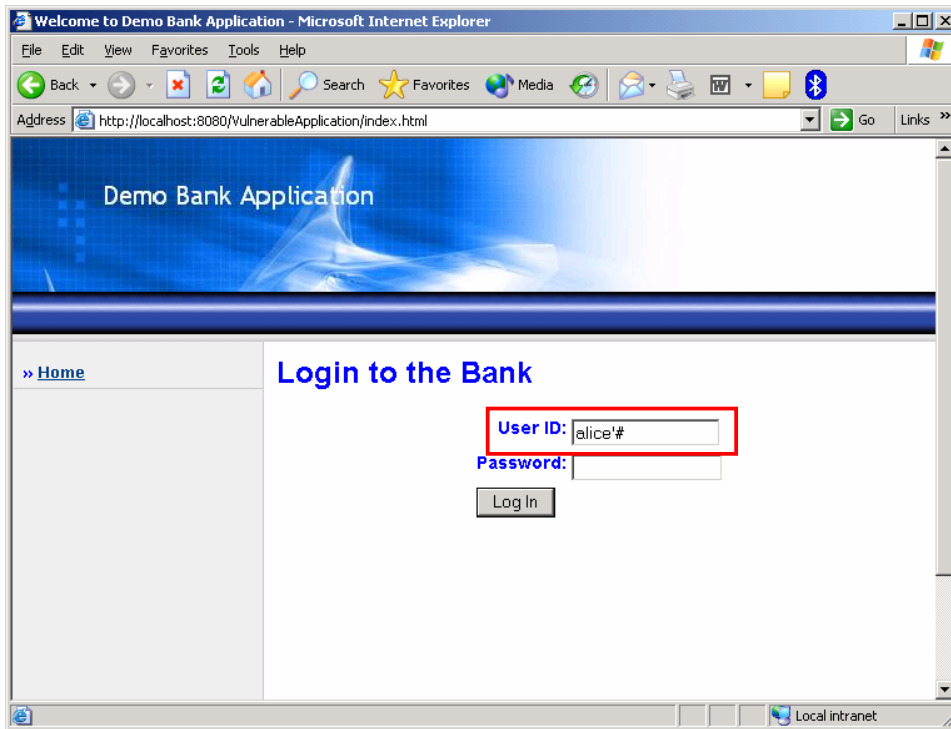 Welcome to Demo Bank Application - Microsoft Internet Explorer
File Edit View Favorites Tools Help
Back Search Favorites Media
Address http://localhost:8080/VulnerableApplication/index.html Go Links »
Demo Bank Application
» Home
Login to the Bank
User ID: alice'#
Password:
Log In
Local intranet